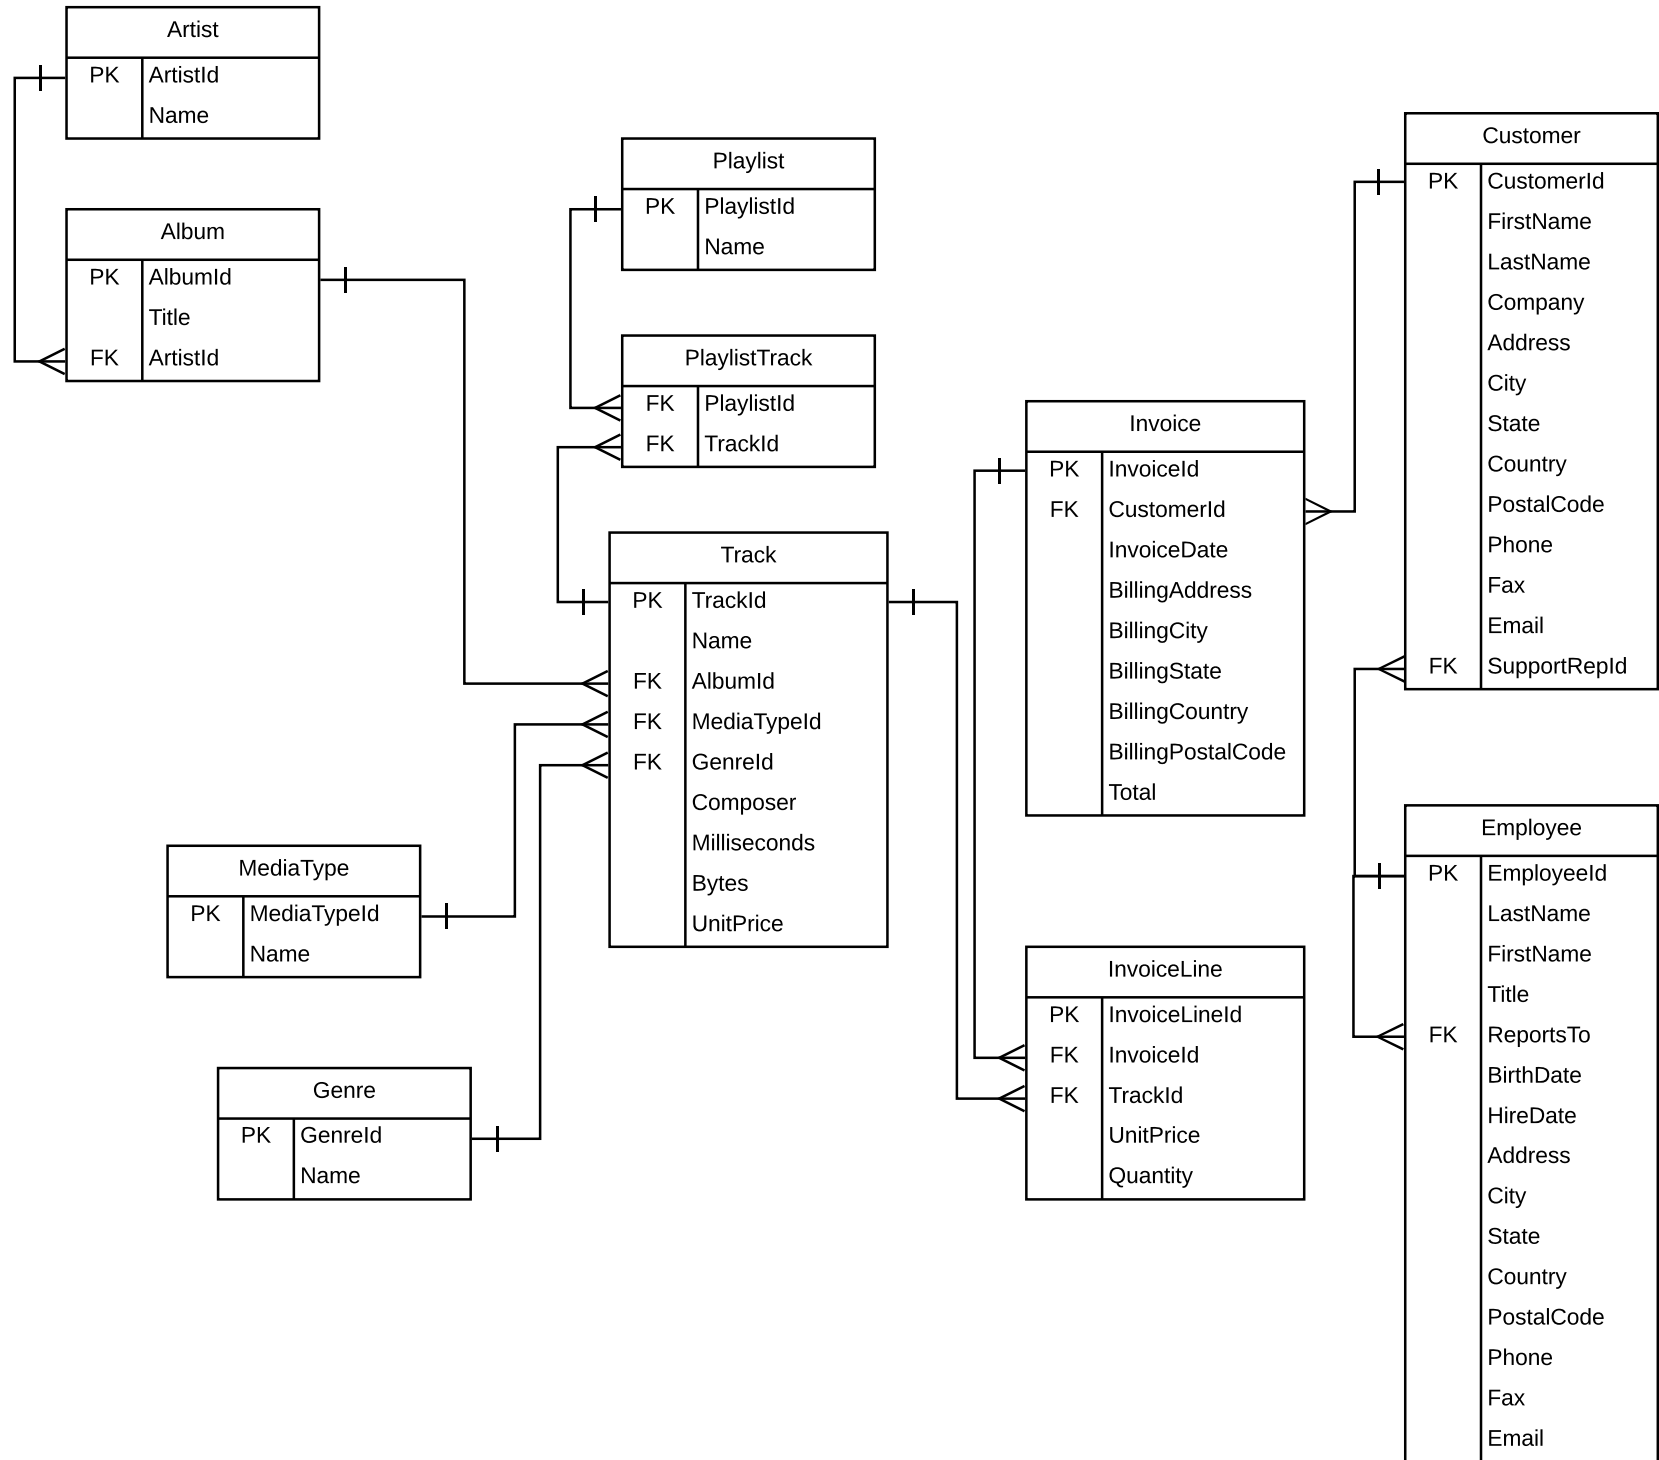 Artist
PK ArtistId
Name
Album
PK AlbumId
Title
FK ArtistId
Playlist
PK PlaylistId
Name
PlaylistTrack
FK PlaylistId
FK TrackId
Track
PK TrackId
Name
FK AlbumId
FK MediaTypeId
FK GenreId
Composer
Milliseconds
Bytes
UnitPrice
MediaType
PK MediaTypeId
Name
Genre
PK GenreId
Name
Invoice
PK InvoiceId
FK CustomerId
InvoiceDate
BillingAddress
BillingCity
BillingState
BillingCountry
BillingPostalCode
Total
InvoiceLine
PK InvoiceLineId
FK InvoiceId
FK TrackId
UnitPrice
Quantity
Customer
PK CustomerId
FirstName
LastName
Company
Address
City
State
Country
PostalCode
Phone
Fax
Email
FK SupportRepId
Employee
PK EmployeeId
LastName
FirstName
Title
FK ReportsTo
BirthDate
HireDate
Address
City
State
Country
PostalCode
Phone
Fax
Email